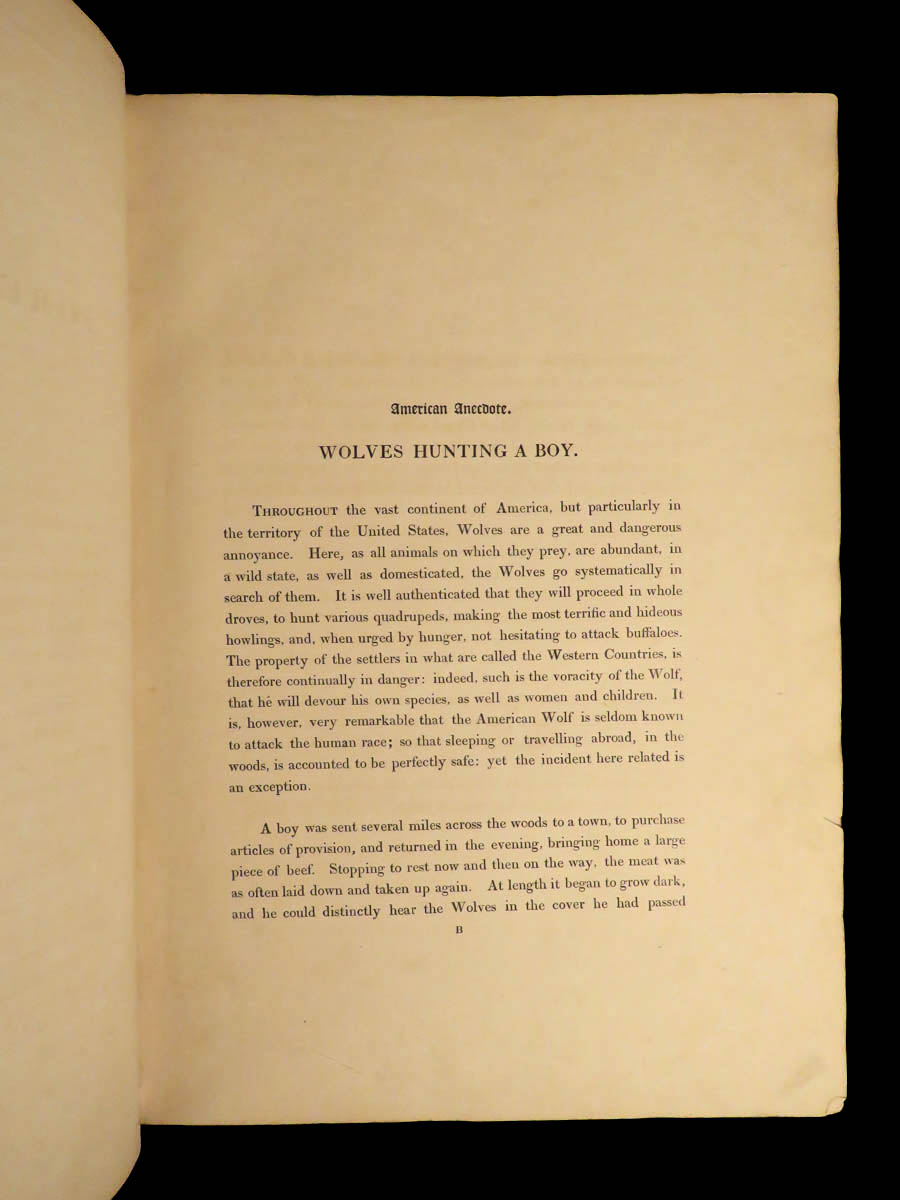 American Anecdote.
WOLVES HUNTING A BOY.
THROUGHOUT the vast continent of America, but particularly in
the territory of the United States, Wolves are a great and dangerous
annoyance. Here, as all animals on which they prey, are abundant, in
a wild state, as well as domesticated, the Wolves go systematically in
search of them. It is well authenticated that they will proceed in whole
droves, to hunt various quadrupeds, making the most terrific and hideous
howlings, and, when urged by hunger, not hesitating to attack buffaloes.
The property of the settlers in what are called the Western Countries, is
therefore continually in danger: indeed, such is the voracity of the Wolf,
that he will devour his own species, as well as women and children. It
is, however, very remarkable that the American Wolf is seldom known
to attack the human race; so that sleeping or travelling abroad, in the
woods, is accounted to be perfectly safe: yet the incident here related is
an exception.
A boy was sent several miles across the woods to a town, to purchase
articles of provision, and returned in the evening, bringing home a large
piece of beef. Stopping to rest now and then on the way, the meat was
as often laid down and taken up again. At length it began to grow dark,
and he could distinctly hear the Wolves in the cover he had passed
B